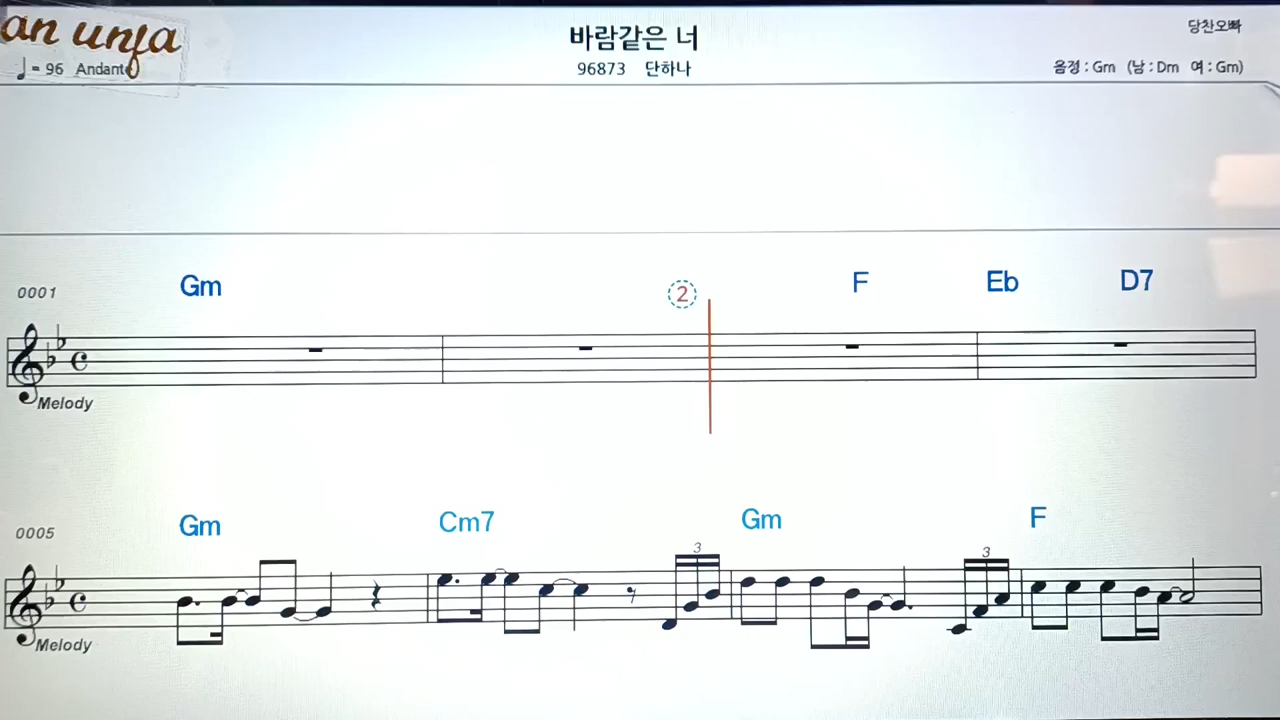 an unfa
♩ = 96 Andante
바람같은 너
96873 단하나
당찬오빠
음정 : Gm (남 : Dm 여 : Gm)
0001
Gm
2
F
Eb
D7
Melody
0005
Gm
Cm7
3
Gm
3
F
Melody